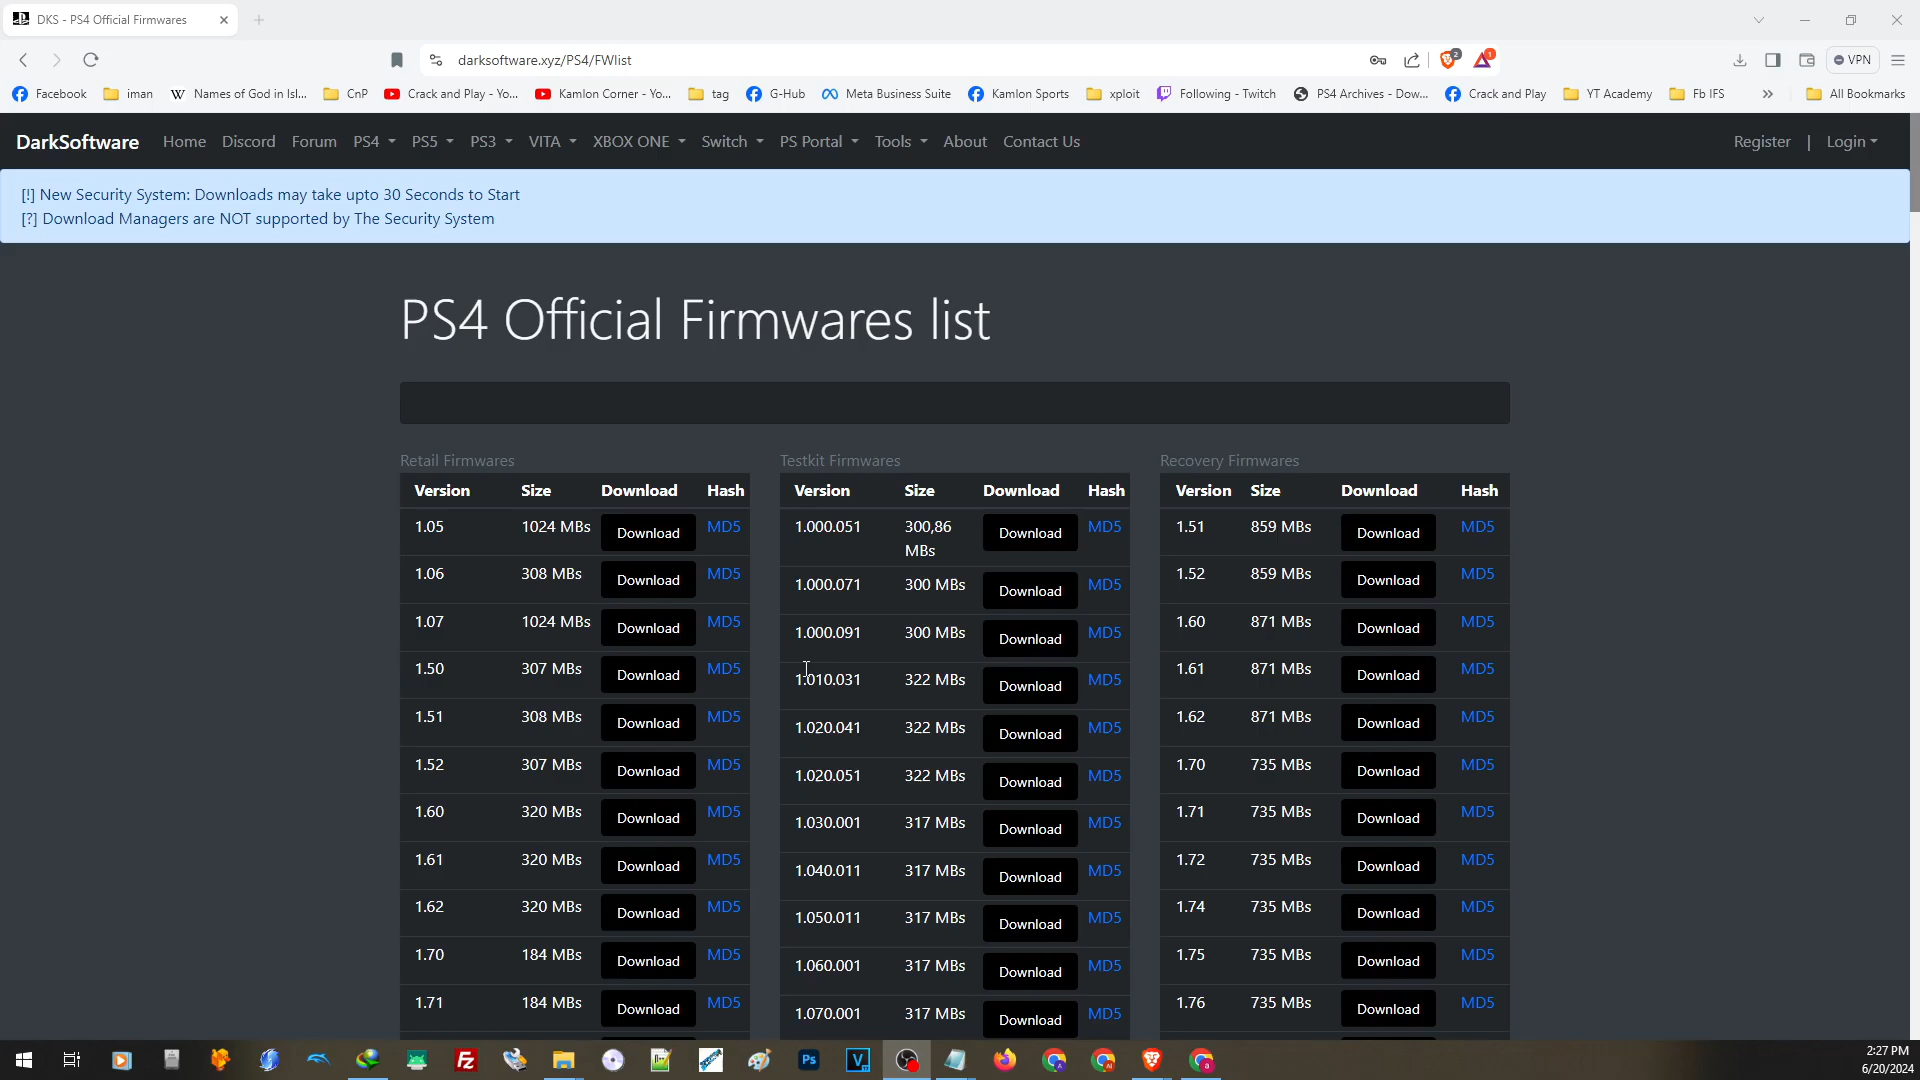 DKS - PS4 Official Firmwares
darksoftware.xyz/PS4/FWlist
2
1
VPN
Facebook
iman
W Names of God in Isl...
CnP
Crack and Play - Yo...
Kamlon Corner - Yo...
tag
G-Hub
Meta Business Suite
Kamlon Sports
xploit
Following - Twitch
PS4 Archives - Dow...
Crack and Play
YT Academy
Fb IFS
»
All Bookmarks
DarkSoftware
Home
Discord
Forum
PS4
PS5
PS3
VITA
XBOX ONE
Switch
PS Portal
Tools
About
Contact Us
Register | Login
[!] New Security System: Downloads may take upto 30 Seconds to Start
[?] Download Managers are NOT supported by The Security System
PS4 Official Firmwares list
Retail Firmwares
Version Size Download Hash
1.05 1024 MBs Download MD5
1.06 308 MBs Download MD5
1.07 1024 MBs Download MD5
1.50 307 MBs Download MD5
1.51 308 MBs Download MD5
1.52 307 MBs Download MD5
1.60 320 MBs Download MD5
1.61 320 MBs Download MD5
1.62 320 MBs Download MD5
1.70 184 MBs Download MD5
1.71 184 MBs Download MD5
Testkit Firmwares
Version Size Download Hash
1.000.051 300,86 Download MD5
MBs
1.000.071 300 MBs Download MD5
1.000.091 300 MBs Download MD5
1.010.031 322 MBs Download MD5
1.020.041 322 MBs Download MD5
1.020.051 322 MBs Download MD5
1.030.001 317 MBs Download MD5
1.040.011 317 MBs Download MD5
1.050.011 317 MBs Download MD5
1.060.001 317 MBs Download MD5
1.070.001 317 MBs Download MD5
Recovery Firmwares
Version Size Download Hash
1.51 859 MBs Download MD5
1.52 859 MBs Download MD5
1.60 871 MBs Download MD5
1.61 871 MBs Download MD5
1.62 871 MBs Download MD5
1.70 735 MBs Download MD5
1.71 735 MBs Download MD5
1.72 735 MBs Download MD5
1.74 735 MBs Download MD5
1.75 735 MBs Download MD5
1.76 735 MBs Download MD5
Fz
Ps
V
2:27 PM
6/20/2024